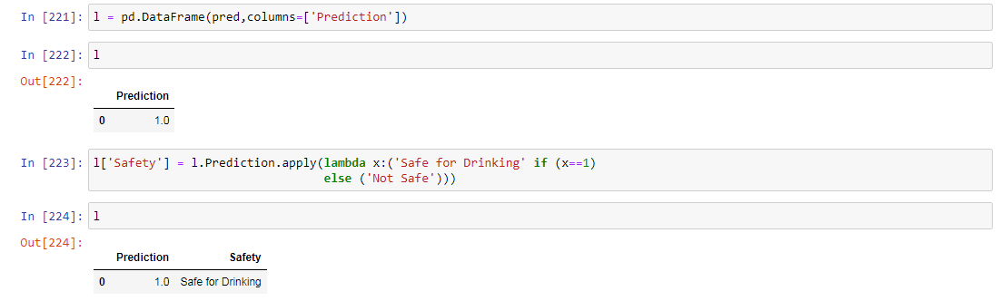 In [221]: l = pd.DataFrame(pred,columns=['Prediction'])
In [222]: l
Out[222]:
Prediction
0 1.0
In [223]: l['Safety'] = l.Prediction.apply(lambda x:('Safe for Drinking' if (x==1)
else ('Not Safe')))
In [224]: l
Out[224]:
Prediction Safety
0 1.0 Safe for Drinking